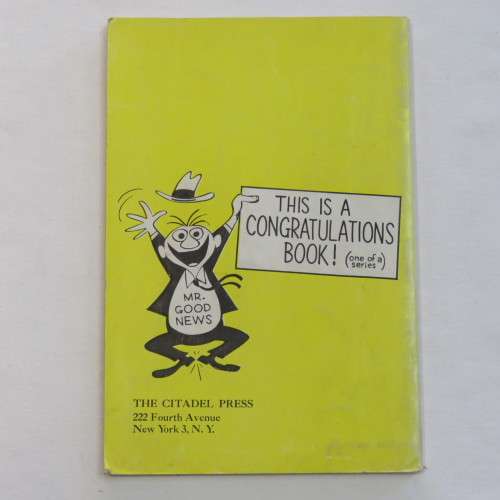 THIS IS A
CONGRATULATIONS
BOOK! (one of a
series)
MR.
GOOD
NEWS
THE CITADEL PRESS
222 Fourth Avenue
New York 3, N. Y.